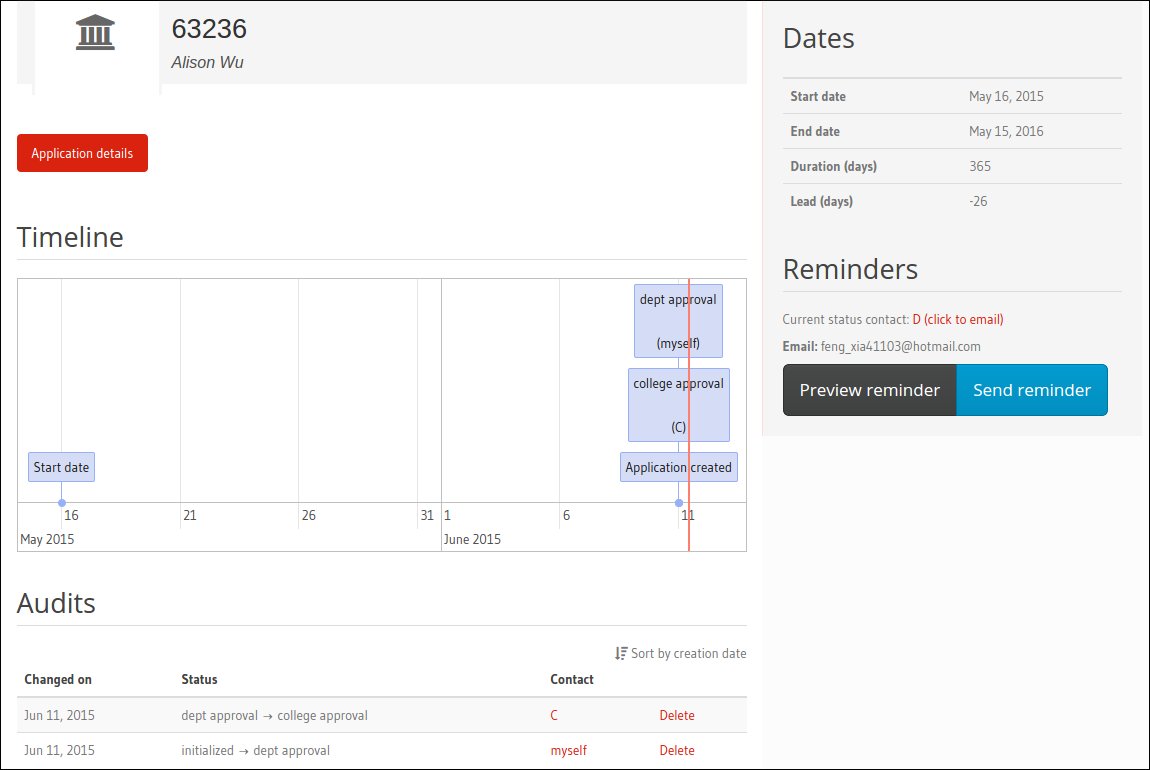 63236
Alison Wu
Application details
Timeline
dept approval
(myself)
college approval
(C)
Start date
Application created
16 21 26 31 1 6 11
May 2015 June 2015
Audits
Sort by creation date
Changed on Status Contact
Jun 11, 2015 dept approval → college approval C Delete
Jun 11, 2015 initialized → dept approval myself Delete
Dates
Start date May 16, 2015
End date May 15, 2016
Duration (days) 365
Lead (days) -26
Reminders
Current status contact: D (click to email)
Email: feng_xia41103@hotmail.com
Preview reminder Send reminder